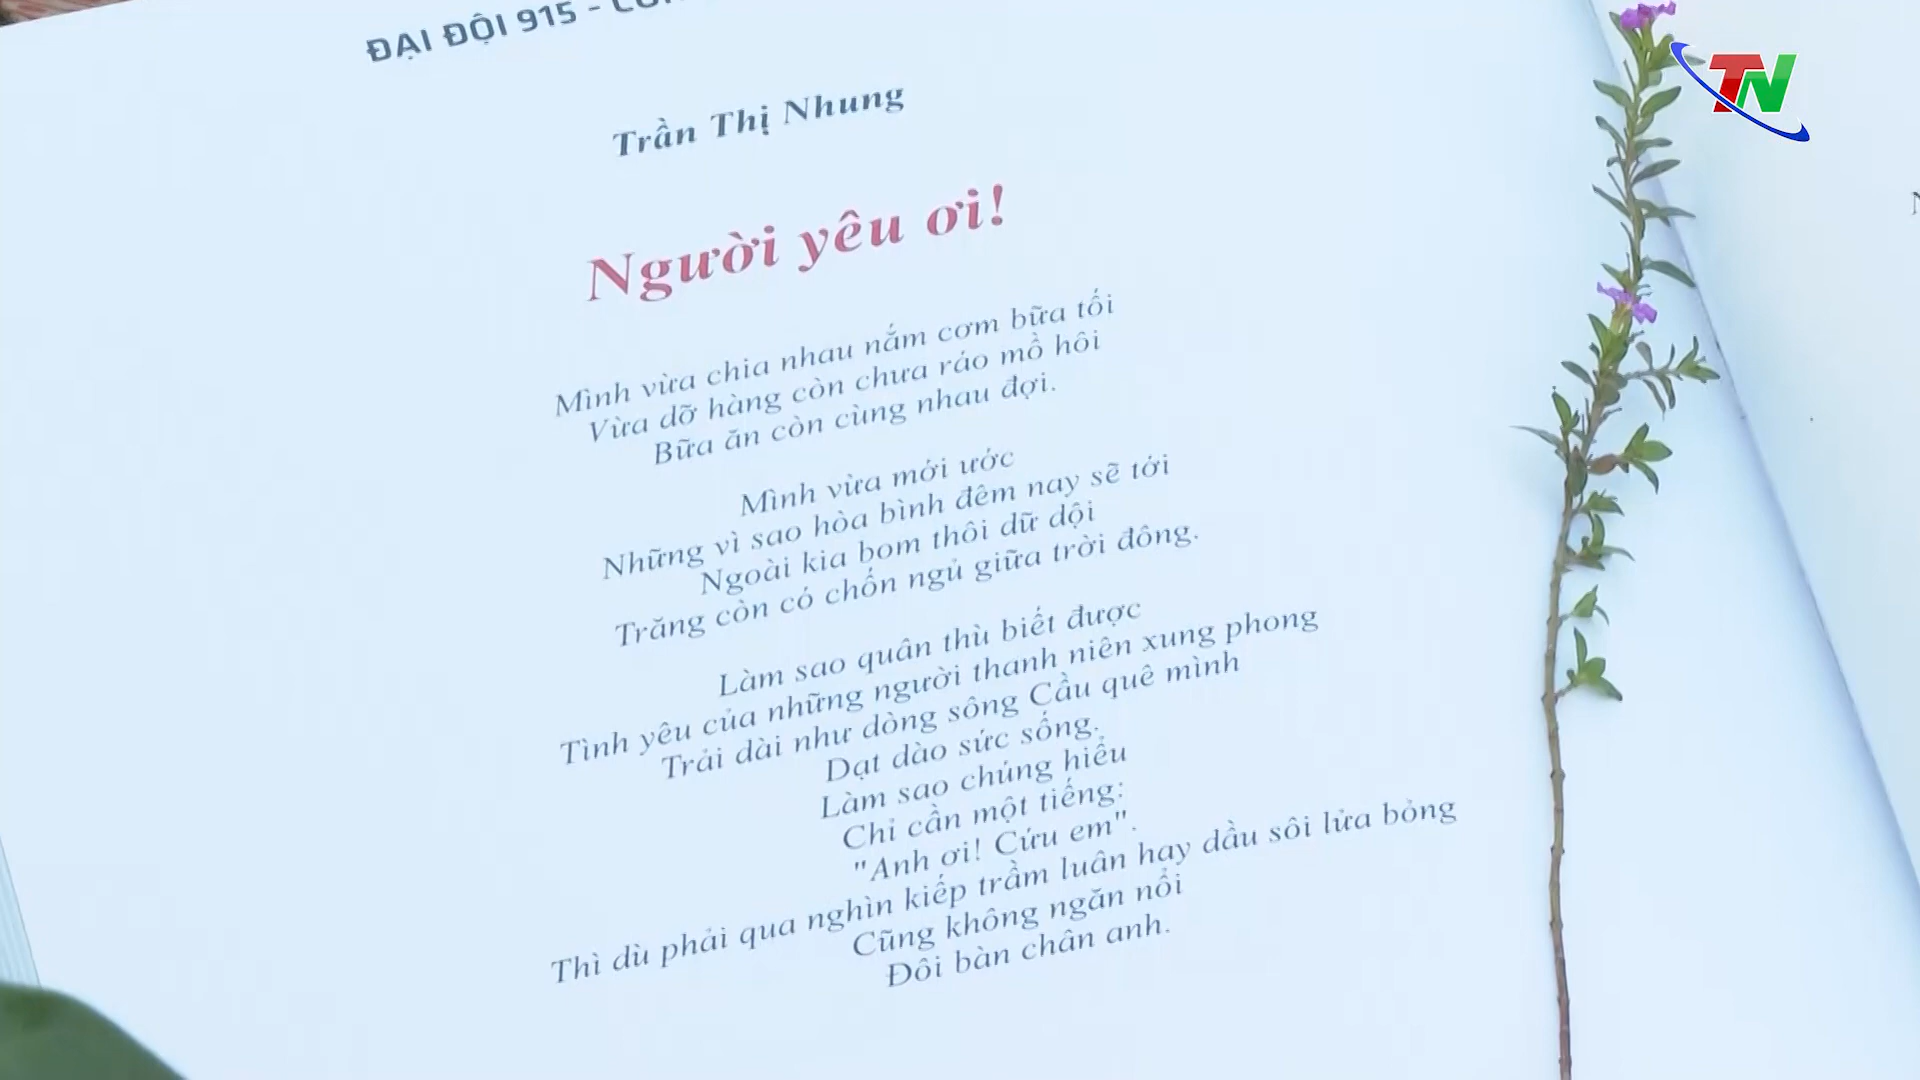 ĐẠI ĐỘI 915 -
TN
Trần Thị Nhung
Người yêu ơi!
Mình vừa chia nhau nắm cơm bữa tối
Vừa dỡ hàng còn chưa ráo mồ hôi
Bữa ăn còn cùng nhau đợi.
Mình vừa mới ước
Những vì sao hòa bình đêm nay sẽ tới
Ngoài kia bom thôi dữ dội
Trăng còn có chốn ngủ giữa trời đông.
Làm sao quân thù biết được
Tình yêu của những người thanh niên xung phong
Trải dài như dòng sông Cầu quê mình
Dạt dào sức sống.
Làm sao chúng hiểu
Chỉ cần một tiếng:
"Anh ơi! Cứu em".
Thì dù phải qua nghìn kiếp trầm luân hay dầu sôi lửa bỏng
Cũng không ngăn nổi
Đôi bàn chân anh.